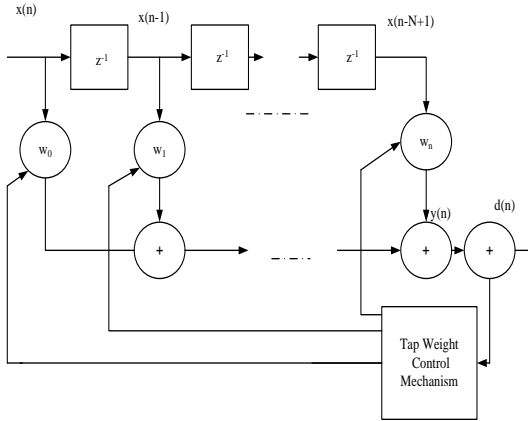 x(n)
x(n-1)
x(n-N+1)
z-1
z-1
z-1
w0
w1
wn
y(n)
d(n)
+
+
+
Tap Weight
Control
Mechanism